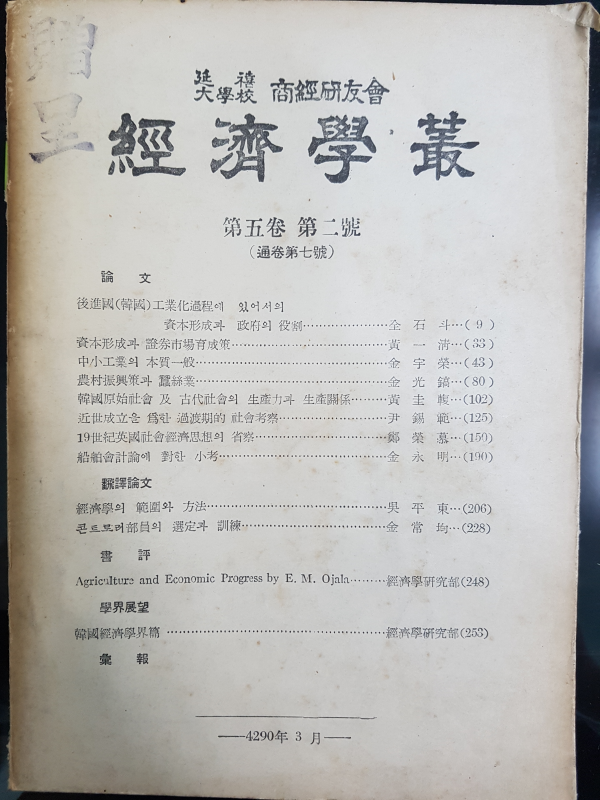 贈呈
延禧大學校 商經硏友會
經濟學叢
第五卷 第二號
(通卷第七號)
論 文
後進國(韓國)工業化過程에 있어서의
資本形成과 政府의 役割…………………全石斗…(9)
資本形成과 證券市場育成策………………………………黃一淸…(33)
中小工業의 本質一般………………………………………金宇榮…(43)
農村振興策과 蠶絲業………………………………………金光鎬…(80)
韓國原始社會 及 古代社會의 生產力과 生產關係………黃圭…(102)
近世成立을 爲한 過渡期的 社會考察……………………尹錫範…(125)
19世紀英國社會經濟思想의 省察…………………………鄭榮慕…(150)
船舶會計論에 對한 小考……………………………………金永明…(190)
飜譯論文
經濟學의 範圍와 方法………………………………………吳平東…(206)
콘트로러部員의 選定과 訓練………………………………金常均…(228)
書 評
Agriculture and Economic Progress by E. M. Ojala………經濟學硏究部(248)
學界展望
韓國經濟學界篇………………………………………………經濟學硏究部(253)
彙 報
——4290年 3 月——